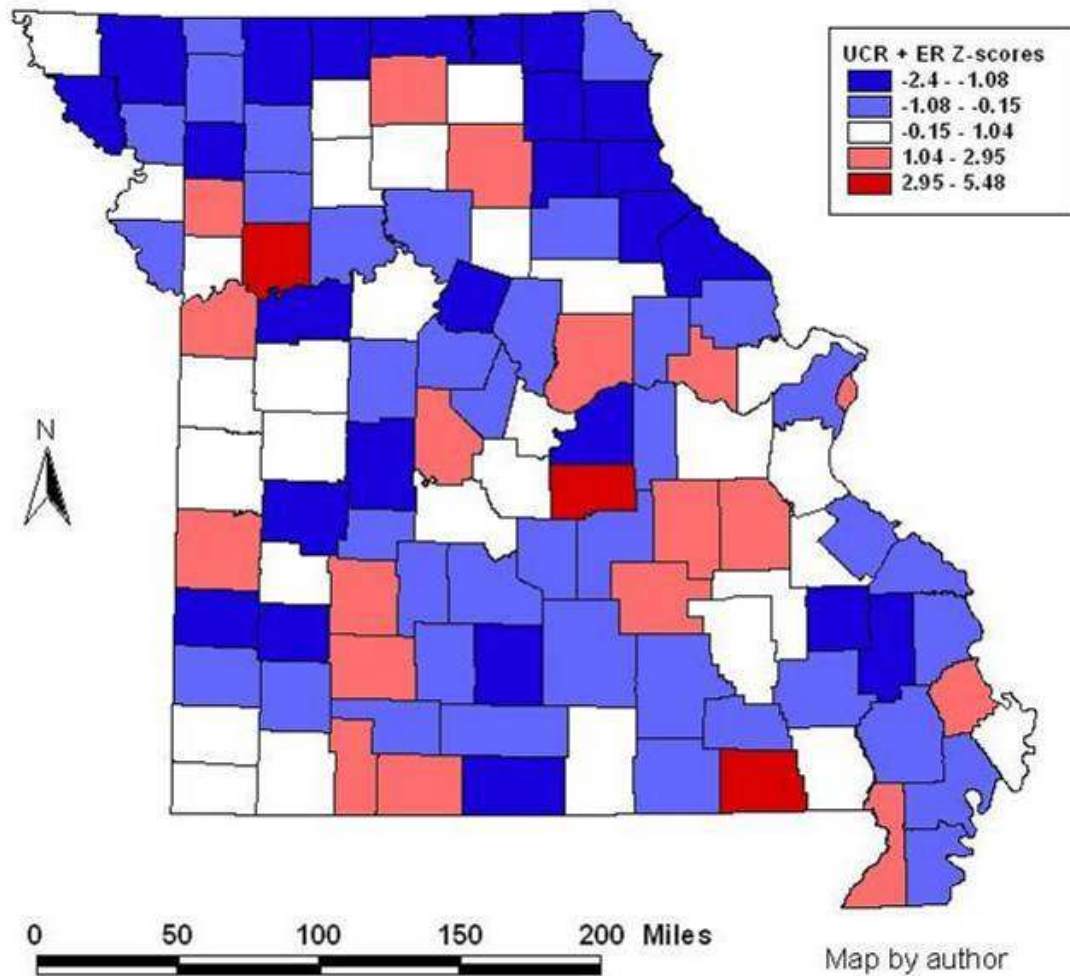 UCR + ER Z-scores
-2.4 - -1.08
-1.08 - -0.15
-0.15 - 1.04
1.04 - 2.95
2.95 - 5.48
N
0 50 100 150 200 Miles
Map by author